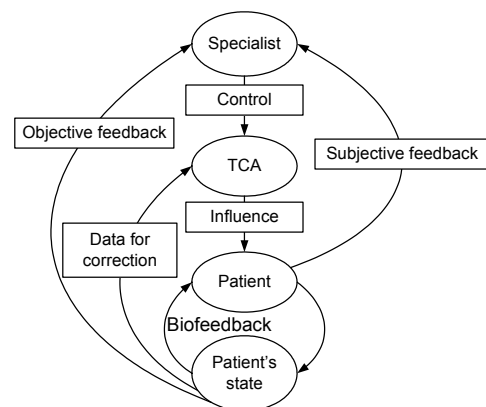 Specialist
Control
Objective feedback
Subjective feedback
TCA
Influence
Data for
correction
Patient
Biofeedback
Patient's
state